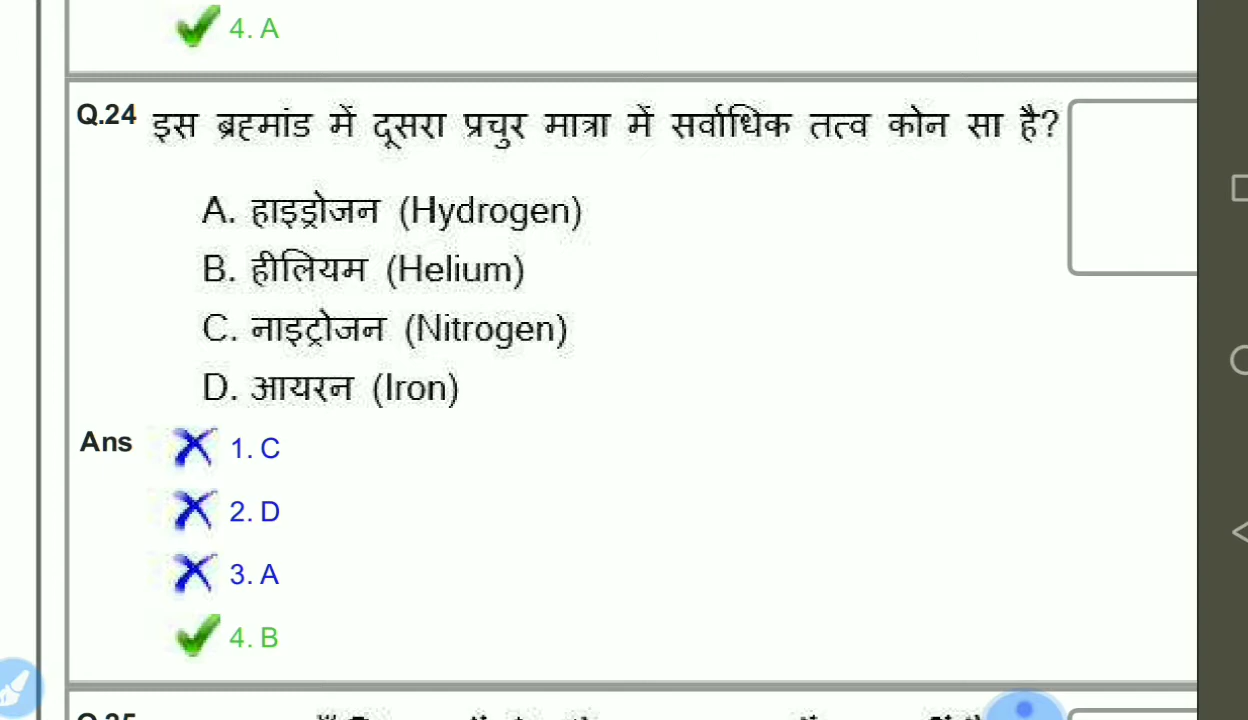 4. A
Q.24 इस ब्रह्मांड में दूसरा प्रचुर मात्रा में सर्वाधिक तत्व कोन सा है?
A. हाइड्रोजन (Hydrogen)
B. हीलियम (Helium)
C. नाइट्रोजन (Nitrogen)
D. आयरन (Iron)
Ans 1. C
2. D
3. A
4. B